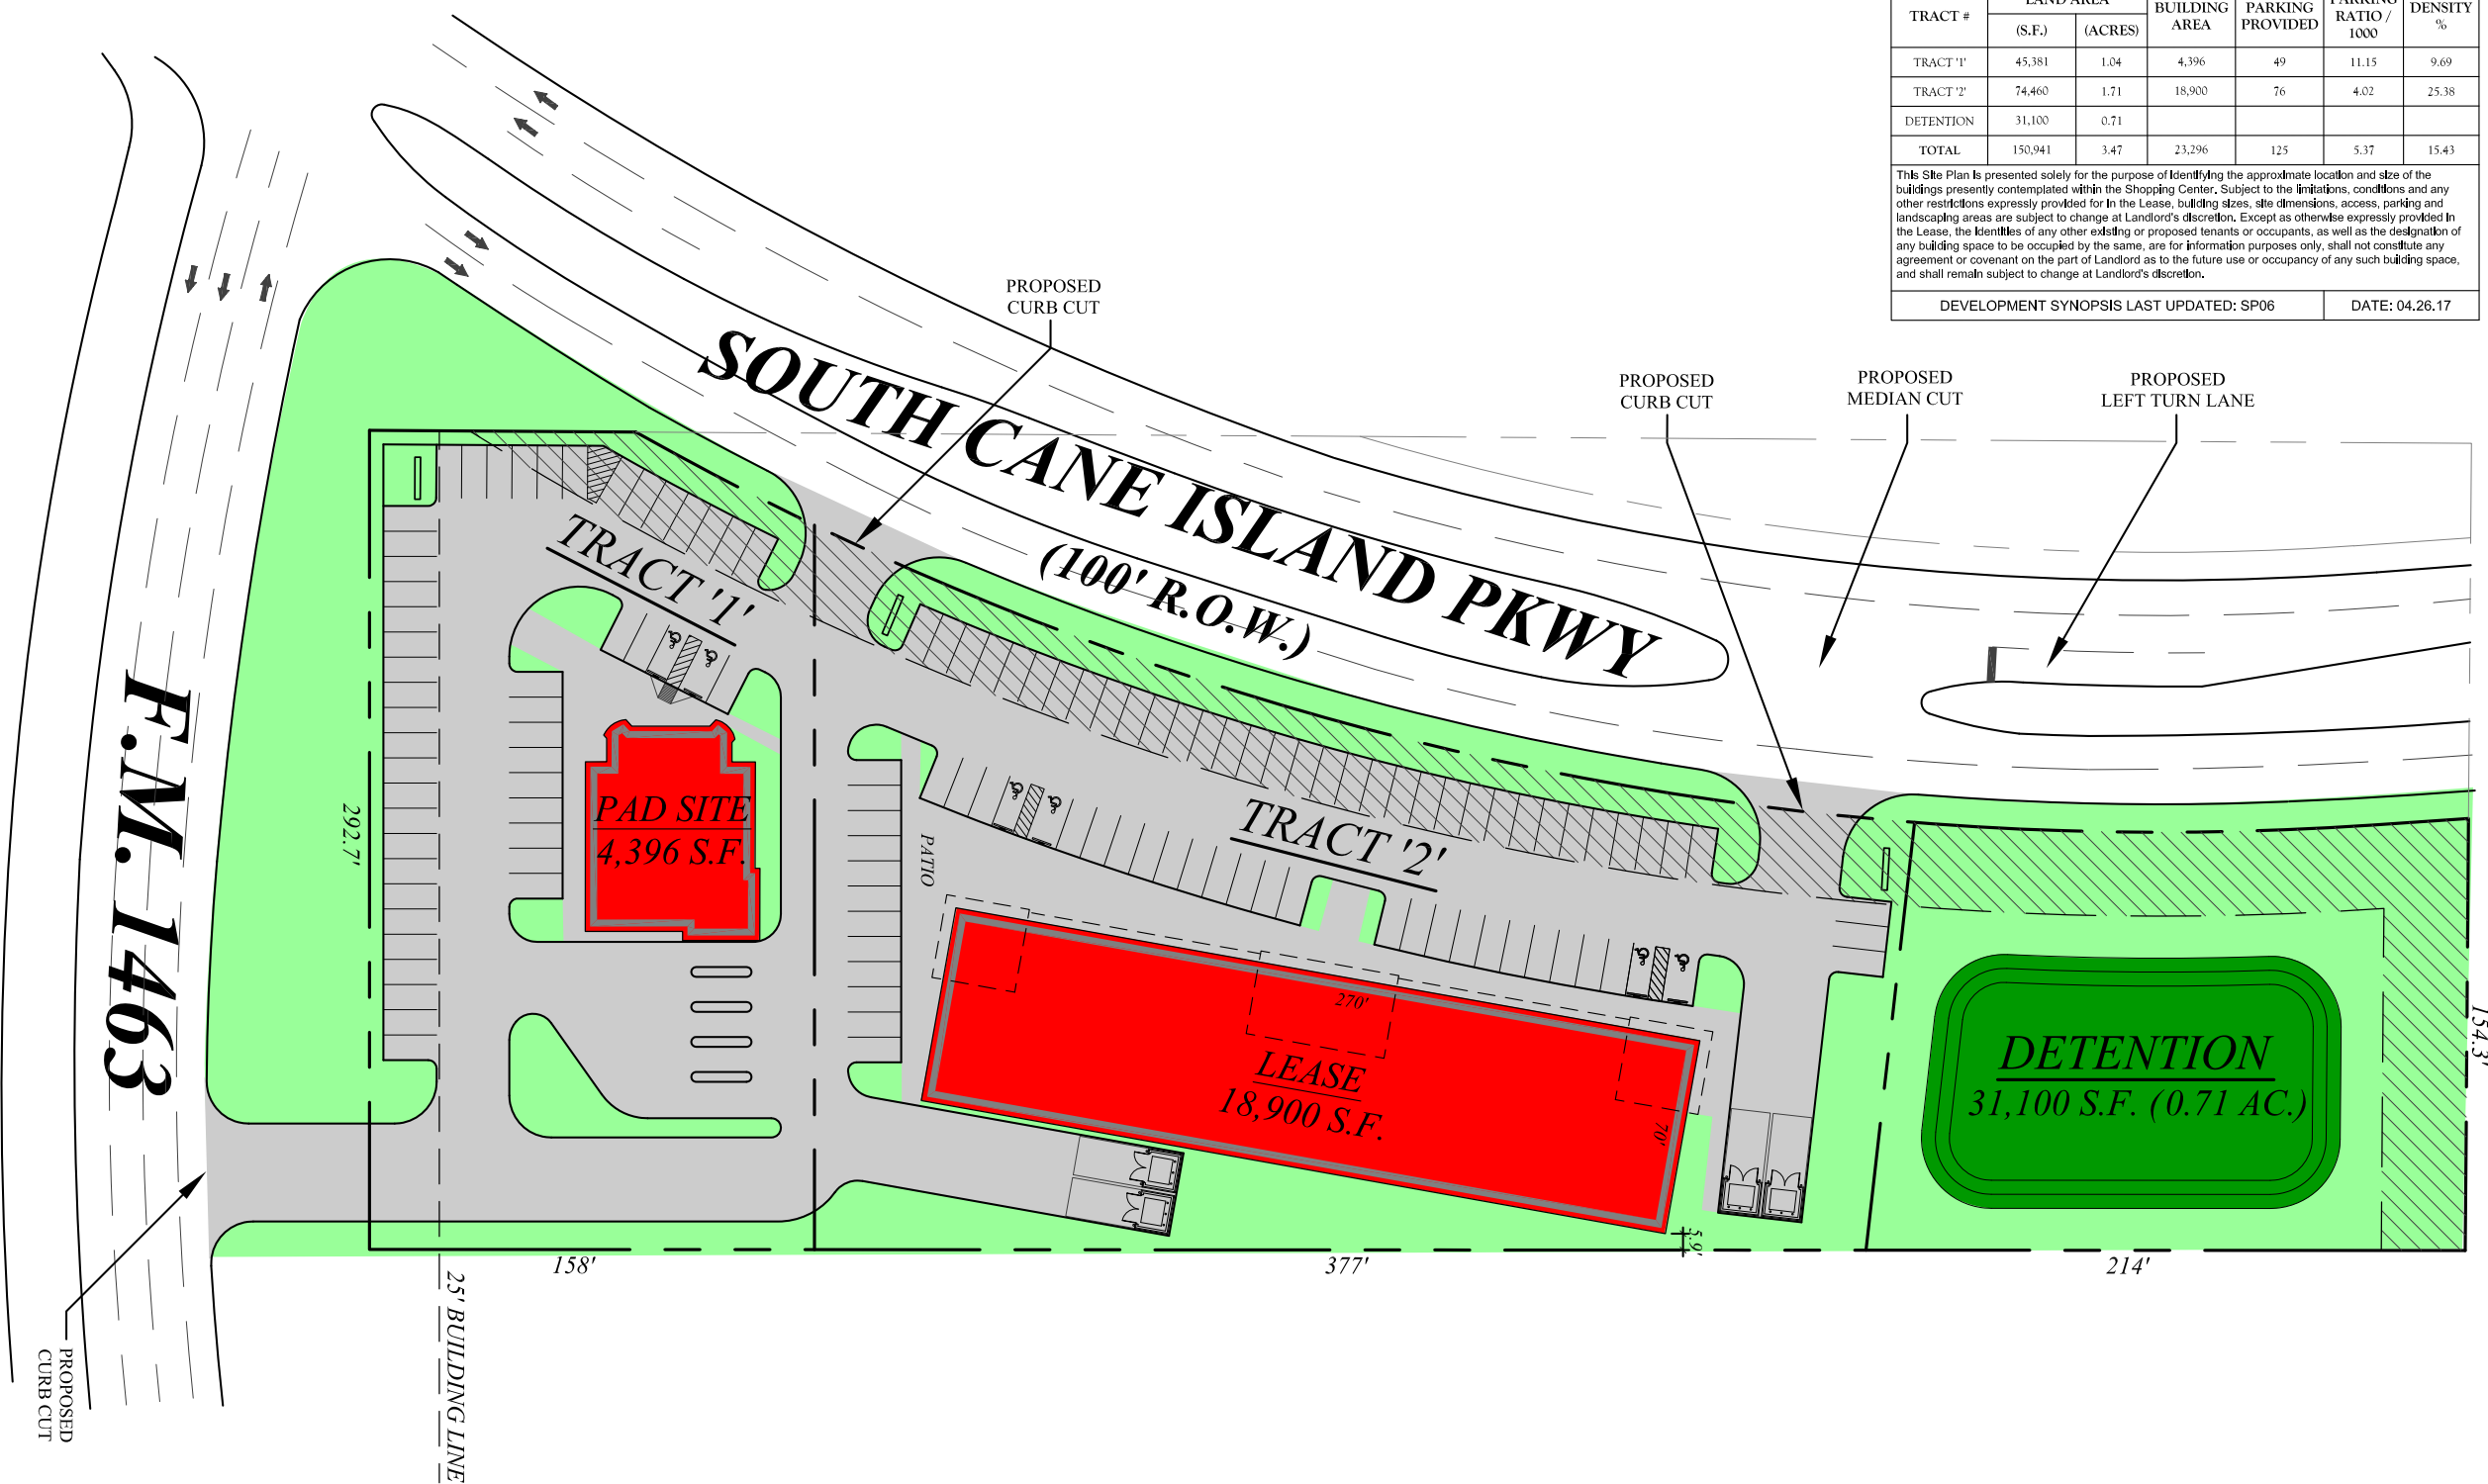 TRACT #
LAND AREA
(S.F.)
(ACRES)
BUILDING
AREA
PARKING
PROVIDED
PARKING
RATIO /
1000
DENSITY
%
TRACT '1' 45,381 1.04 4,396 49 11.15 9.69
TRACT '2' 74,460 1.71 18,900 76 4.02 25.38
DETENTION 31,100 0.71
TOTAL 150,941 3.47 23,296 125 5.37 15.43
This Site Plan is presented solely for the purpose of identifying the approximate location and size of the
buildings presently contemplated within the Shopping Center. Subject to the limitations, conditions and any
other restrictions expressly provided for in the Lease, building sizes, site dimensions, access, parking and
landscaping areas are subject to change at Landlord's discretion. Except as otherwise expressly provided in
the Lease, the identities of any other existing or proposed tenants or occupants, as well as the designation of
any building space to be occupied by the same, are for information purposes only, shall not constitute any
agreement or covenant on the part of Landlord as to the future use or occupancy of any such building space,
and shall remain subject to change at Landlord's discretion.
DEVELOPMENT SYNOPSIS LAST UPDATED: SP06 DATE: 04.26.17
PROPOSED
CURB CUT
PROPOSED
CURB CUT
PROPOSED
MEDIAN CUT
PROPOSED
LEFT TURN LANE
SOUTH CANE ISLAND PKWY
(100' R.O.W.)
TRACT '1'
F.M. 1463
292.7'
PAD SITE
4,396 S.F.
PATIO
TRACT '2'
270'
LEASE
18,900 S.F.
70'
DETENTION
31,100 S.F. (0.71 AC.)
154.3'
5.9'
158'
377'
214'
25' BUILDING LINE
PROPOSED
CURB CUT